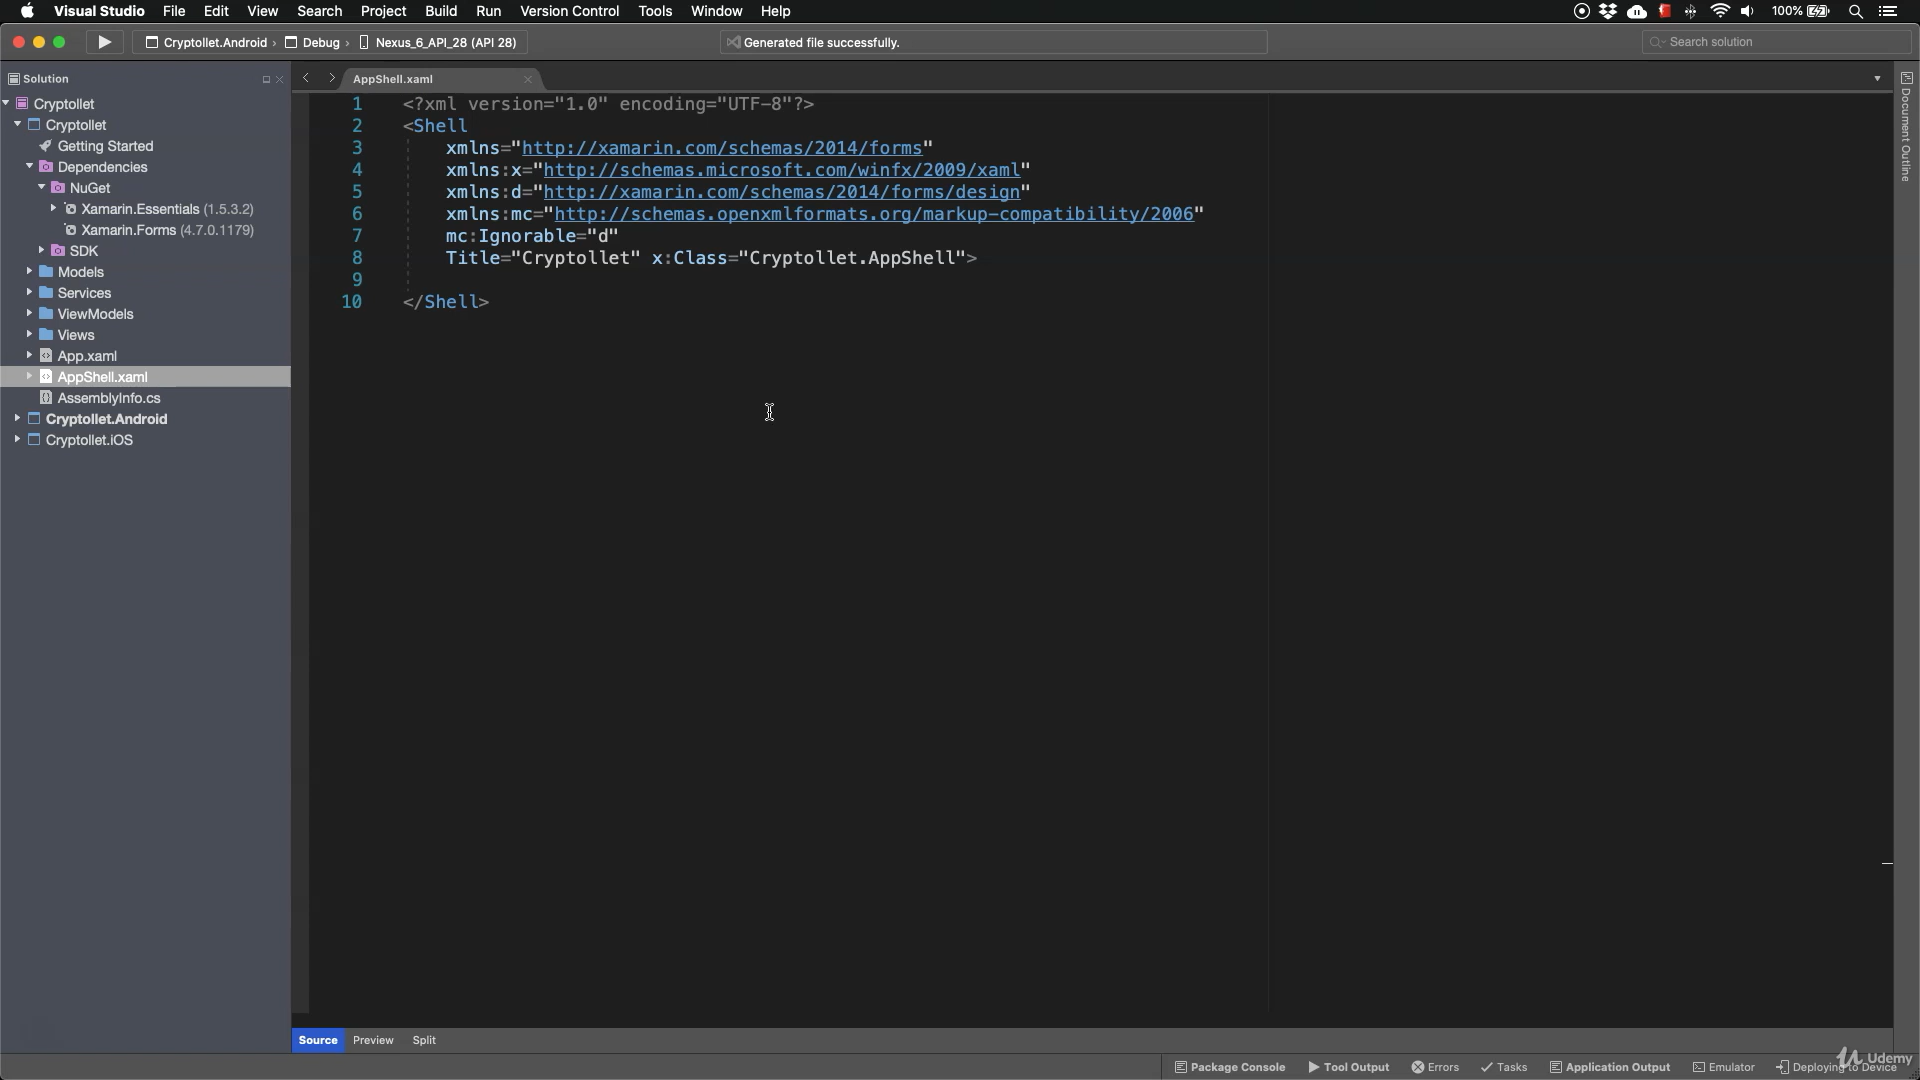 Visual Studio File Edit View Search Project Build Run Version Control Tools Window Help 100%
Cryptollet.Android › Debug › Nexus_6_API_28 (API 28) Generated file successfully. Search solution
Solution
AppShell.xaml
Document Outline
Cryptollet
Cryptollet
Getting Started
Dependencies
NuGet
Xamarin.Essentials (1.5.3.2)
Xamarin.Forms (4.7.0.1179)
SDK
Models
Services
ViewModels
Views
App.xaml
AppShell.xaml
AssemblyInfo.cs
Cryptollet.Android
Cryptollet.iOS
1 <?xml version="1.0" encoding="UTF-8"?>
2 <Shell
3 xmlns="http://xamarin.com/schemas/2014/forms"
4 xmlns:x="http://schemas.microsoft.com/winfx/2009/xaml"
5 xmlns:d="http://xamarin.com/schemas/2014/forms/design"
6 xmlns:mc="http://schemas.openxmlformats.org/markup-compatibility/2006"
7 mc:Ignorable="d"
8 Title="Cryptollet" x:Class="Cryptollet.AppShell">
9
10 </Shell>
Source Preview Split
Package Console Tool Output Errors Tasks Application Output Emulator Deploying to Device
Udemy